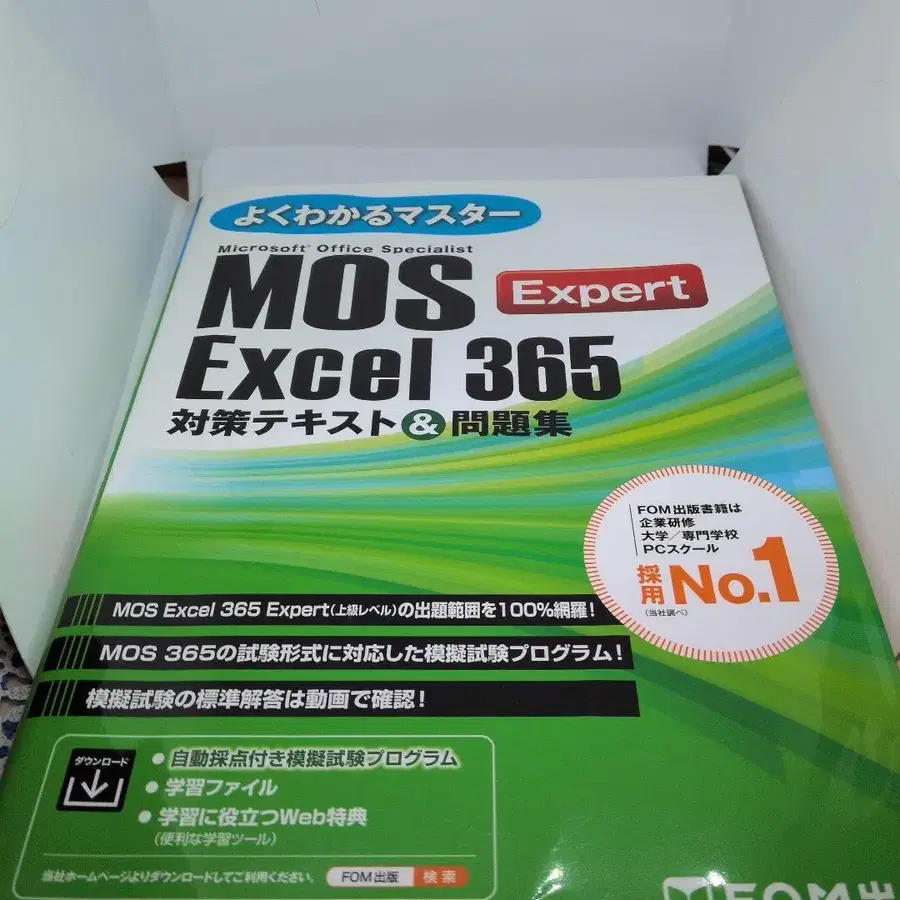 よくわかるマスター
Microsoft® Office Specialist
MOS Expert
Excel 365
対策テキスト&問題集
FOM出版書籍は
企業研修
大学/専門学校
PCスクール
採用 No.1
(当社調べ)
MOS Excel 365 Expert(上級レベル)の出題範囲を100%網羅!
MOS 365の試験形式に対応した模擬試験プログラム!
模擬試験の標準解答は動画で確認!
ダウンロード
● 自動採点付き模擬試験プログラム
● 学習ファイル
● 学習に役立つWeb特典
(便利な学習ツール)
当社ホームページよりダウンロードしてご利用ください。 FOM出版 検索
FOM出